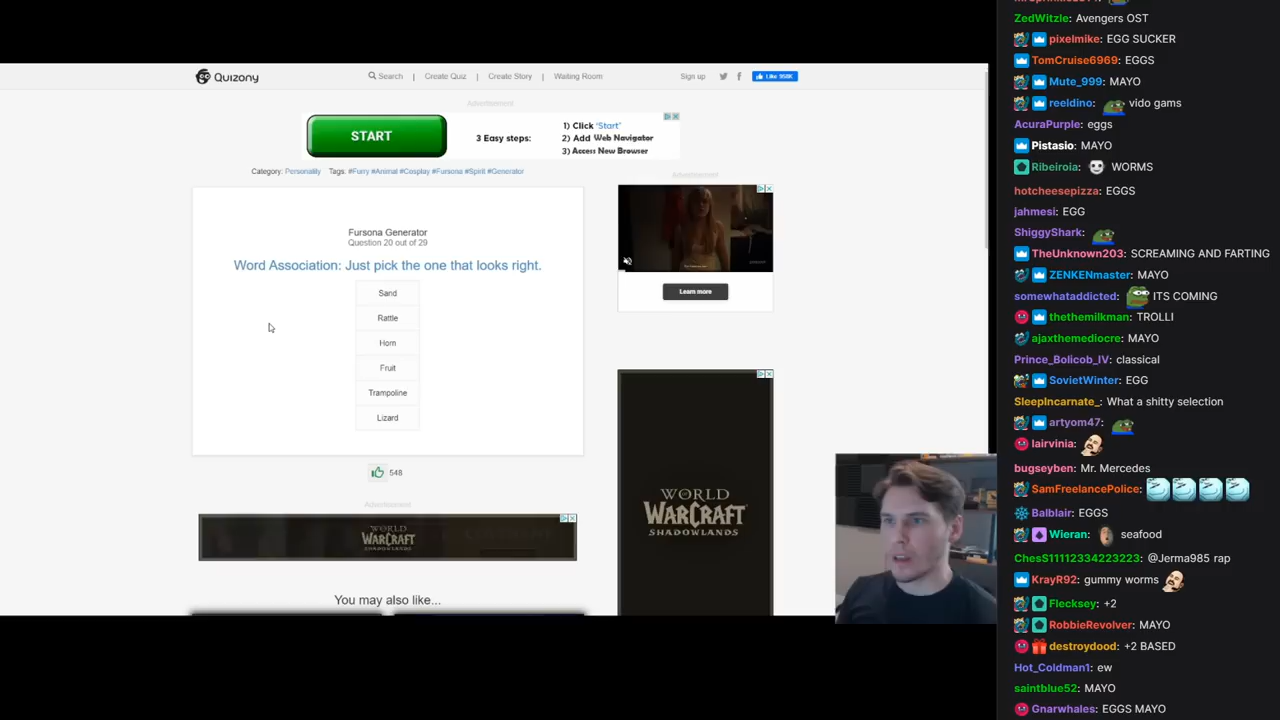 Quizony
Search | Create Quiz | Create Story | Waiting Room
Sign up
Like 958K
Advertisement
START
3 Easy steps:
1) Click "Start"
2) Add Web Navigator
3) Access New Browser
Category: Personality Tags: #Furry #Animal #Cosplay #Fursona #Spirit #Generator
Advertisement
Fursona Generator
Question 20 out of 29
Word Association: Just pick the one that looks right.
Sand
Rattle
Horn
Fruit
Trampoline
Lizard
Learn more
548
Advertisement
WORLD
WARCRAFT
SHADOWLANDS
WORLD OF
WARCRAFT
SHADOWLANDS
You may also like...
ZedWitzle: Avengers OST
pixelmike: EGG SUCKER
TomCruise6969: EGGS
Mute_999: MAYO
reeldino: vido gams
AcuraPurple: eggs
Pistasio: MAYO
Ribeiroia: WORMS
hotcheesepizza: EGGS
jahmesi: EGG
ShiggyShark:
TheUnknown203: SCREAMING AND FARTING
ZENKENmaster: MAYO
somewhataddicted: ITS COMING
thethemilkman: TROLLI
ajaxthemediocre: MAYO
Prince_Bolicob_IV: classical
SovietWinter: EGG
SleepIncarnate_: What a shitty selection
artyom47:
lairvinia:
bugseyben: Mr. Mercedes
SamFreelancePolice:
Balblair: EGGS
Wieran: seafood
ChesS11112334223223: @Jerma985 rap
KrayR92: gummy worms
Flecksey: +2
RobbieRevolver: MAYO
destroydood: +2 BASED
Hot_Coldman1: ew
saintblue52: MAYO
Gnarwhales: EGGS MAYO